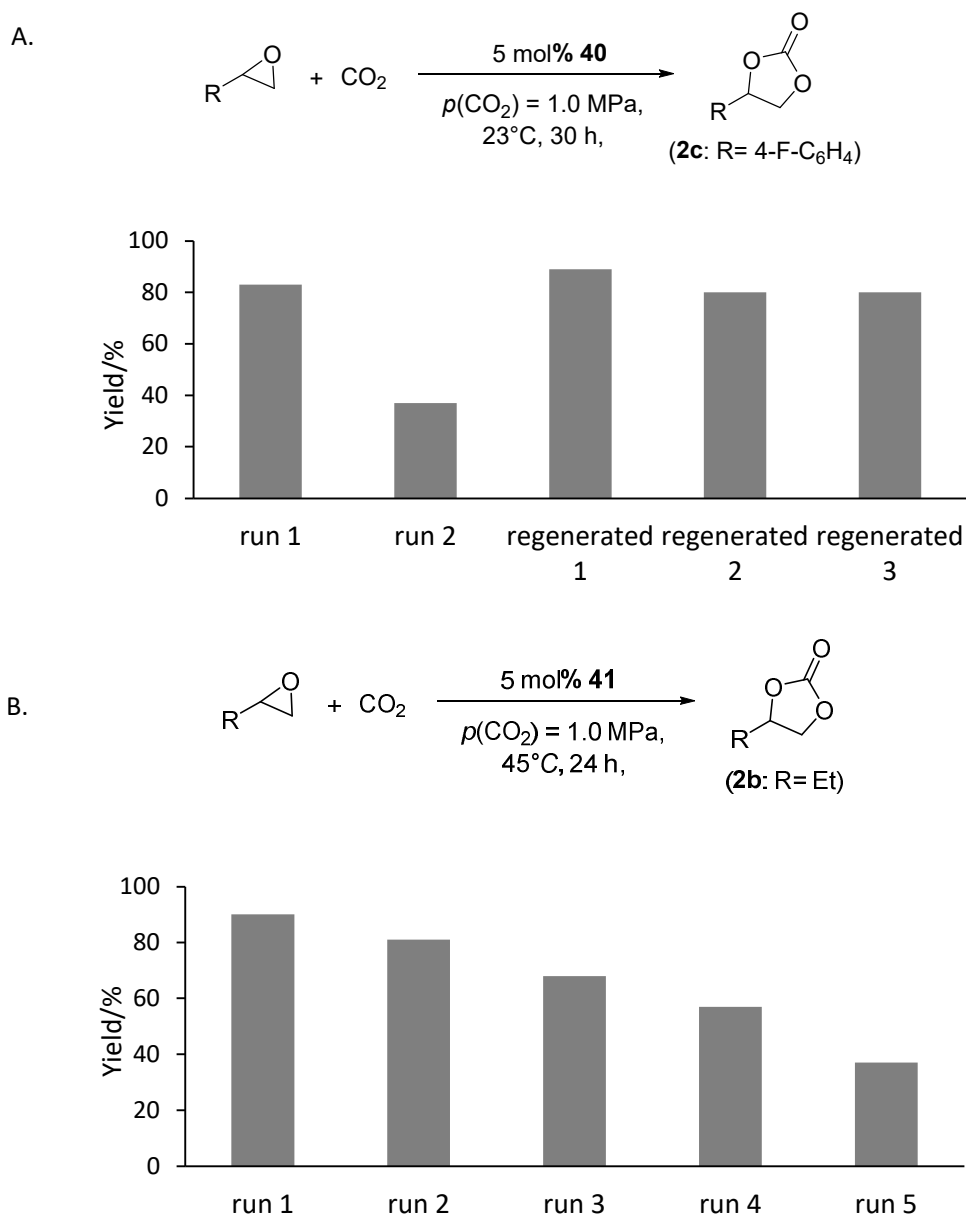 A.
O
R
+ CO₂
5 mol% 40
p(CO₂) = 1.0 MPa,
23°C, 30 h,
O
O
O
R
(2c: R= 4-F-C₆H₄)
Yield/%
100
80
60
40
20
0
run 1 run 2 regenerated regenerated regenerated
1 2 3
B.
O
R
+ CO₂
5 mol% 41
p(CO₂) = 1.0 MPa,
45°C, 24 h,
O
O
O
R
(2b: R= Et)
Yield/%
100
80
60
40
20
0
run 1 run 2 run 3 run 4 run 5